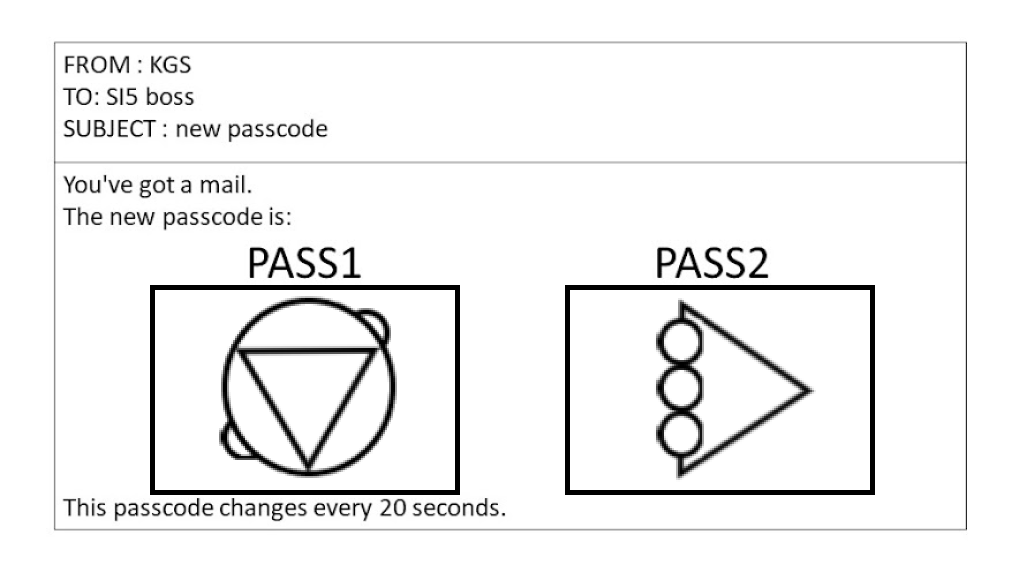 FROM : KGS
TO: SI5 boss
SUBJECT : new passcode
You've got a mail.
The new passcode is:
PASS1 PASS2
This passcode changes every 20 seconds.